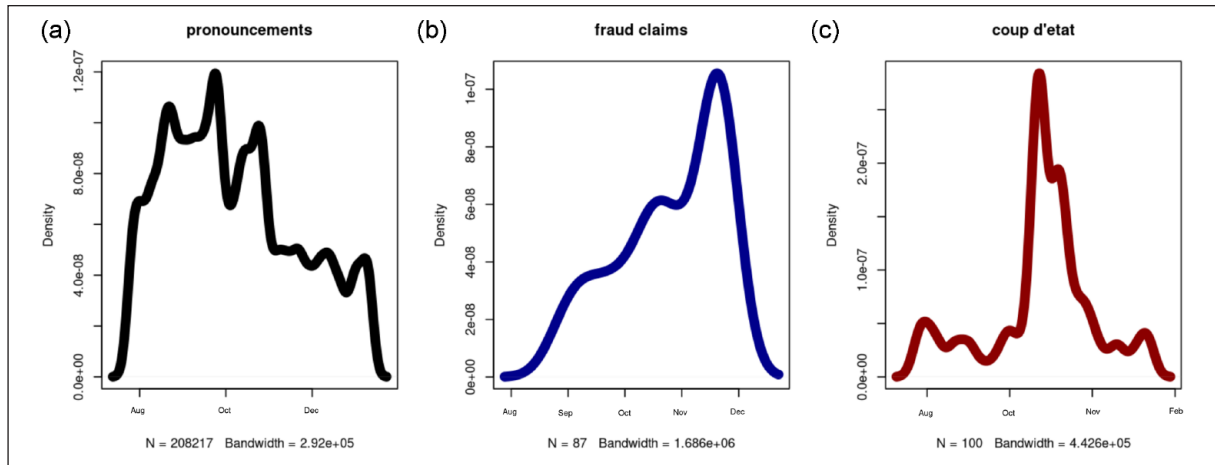 (a) pronouncements
Density
0.0e+00 4.0e-08 8.0e-08 1.2e-07
Aug Oct Dec
N = 208217 Bandwidth = 2.92e+05
(b) fraud claims
Density
0e+00 2e-08 4e-08 6e-08 8e-08 1e-07
Aug Sep Oct Nov Dec
N = 87 Bandwidth = 1.686e+06
(c) coup d'etat
Density
0.0e+00 1.0e-07 2.0e-07
Aug Oct Nov Feb
N = 100 Bandwidth = 4.426e+05